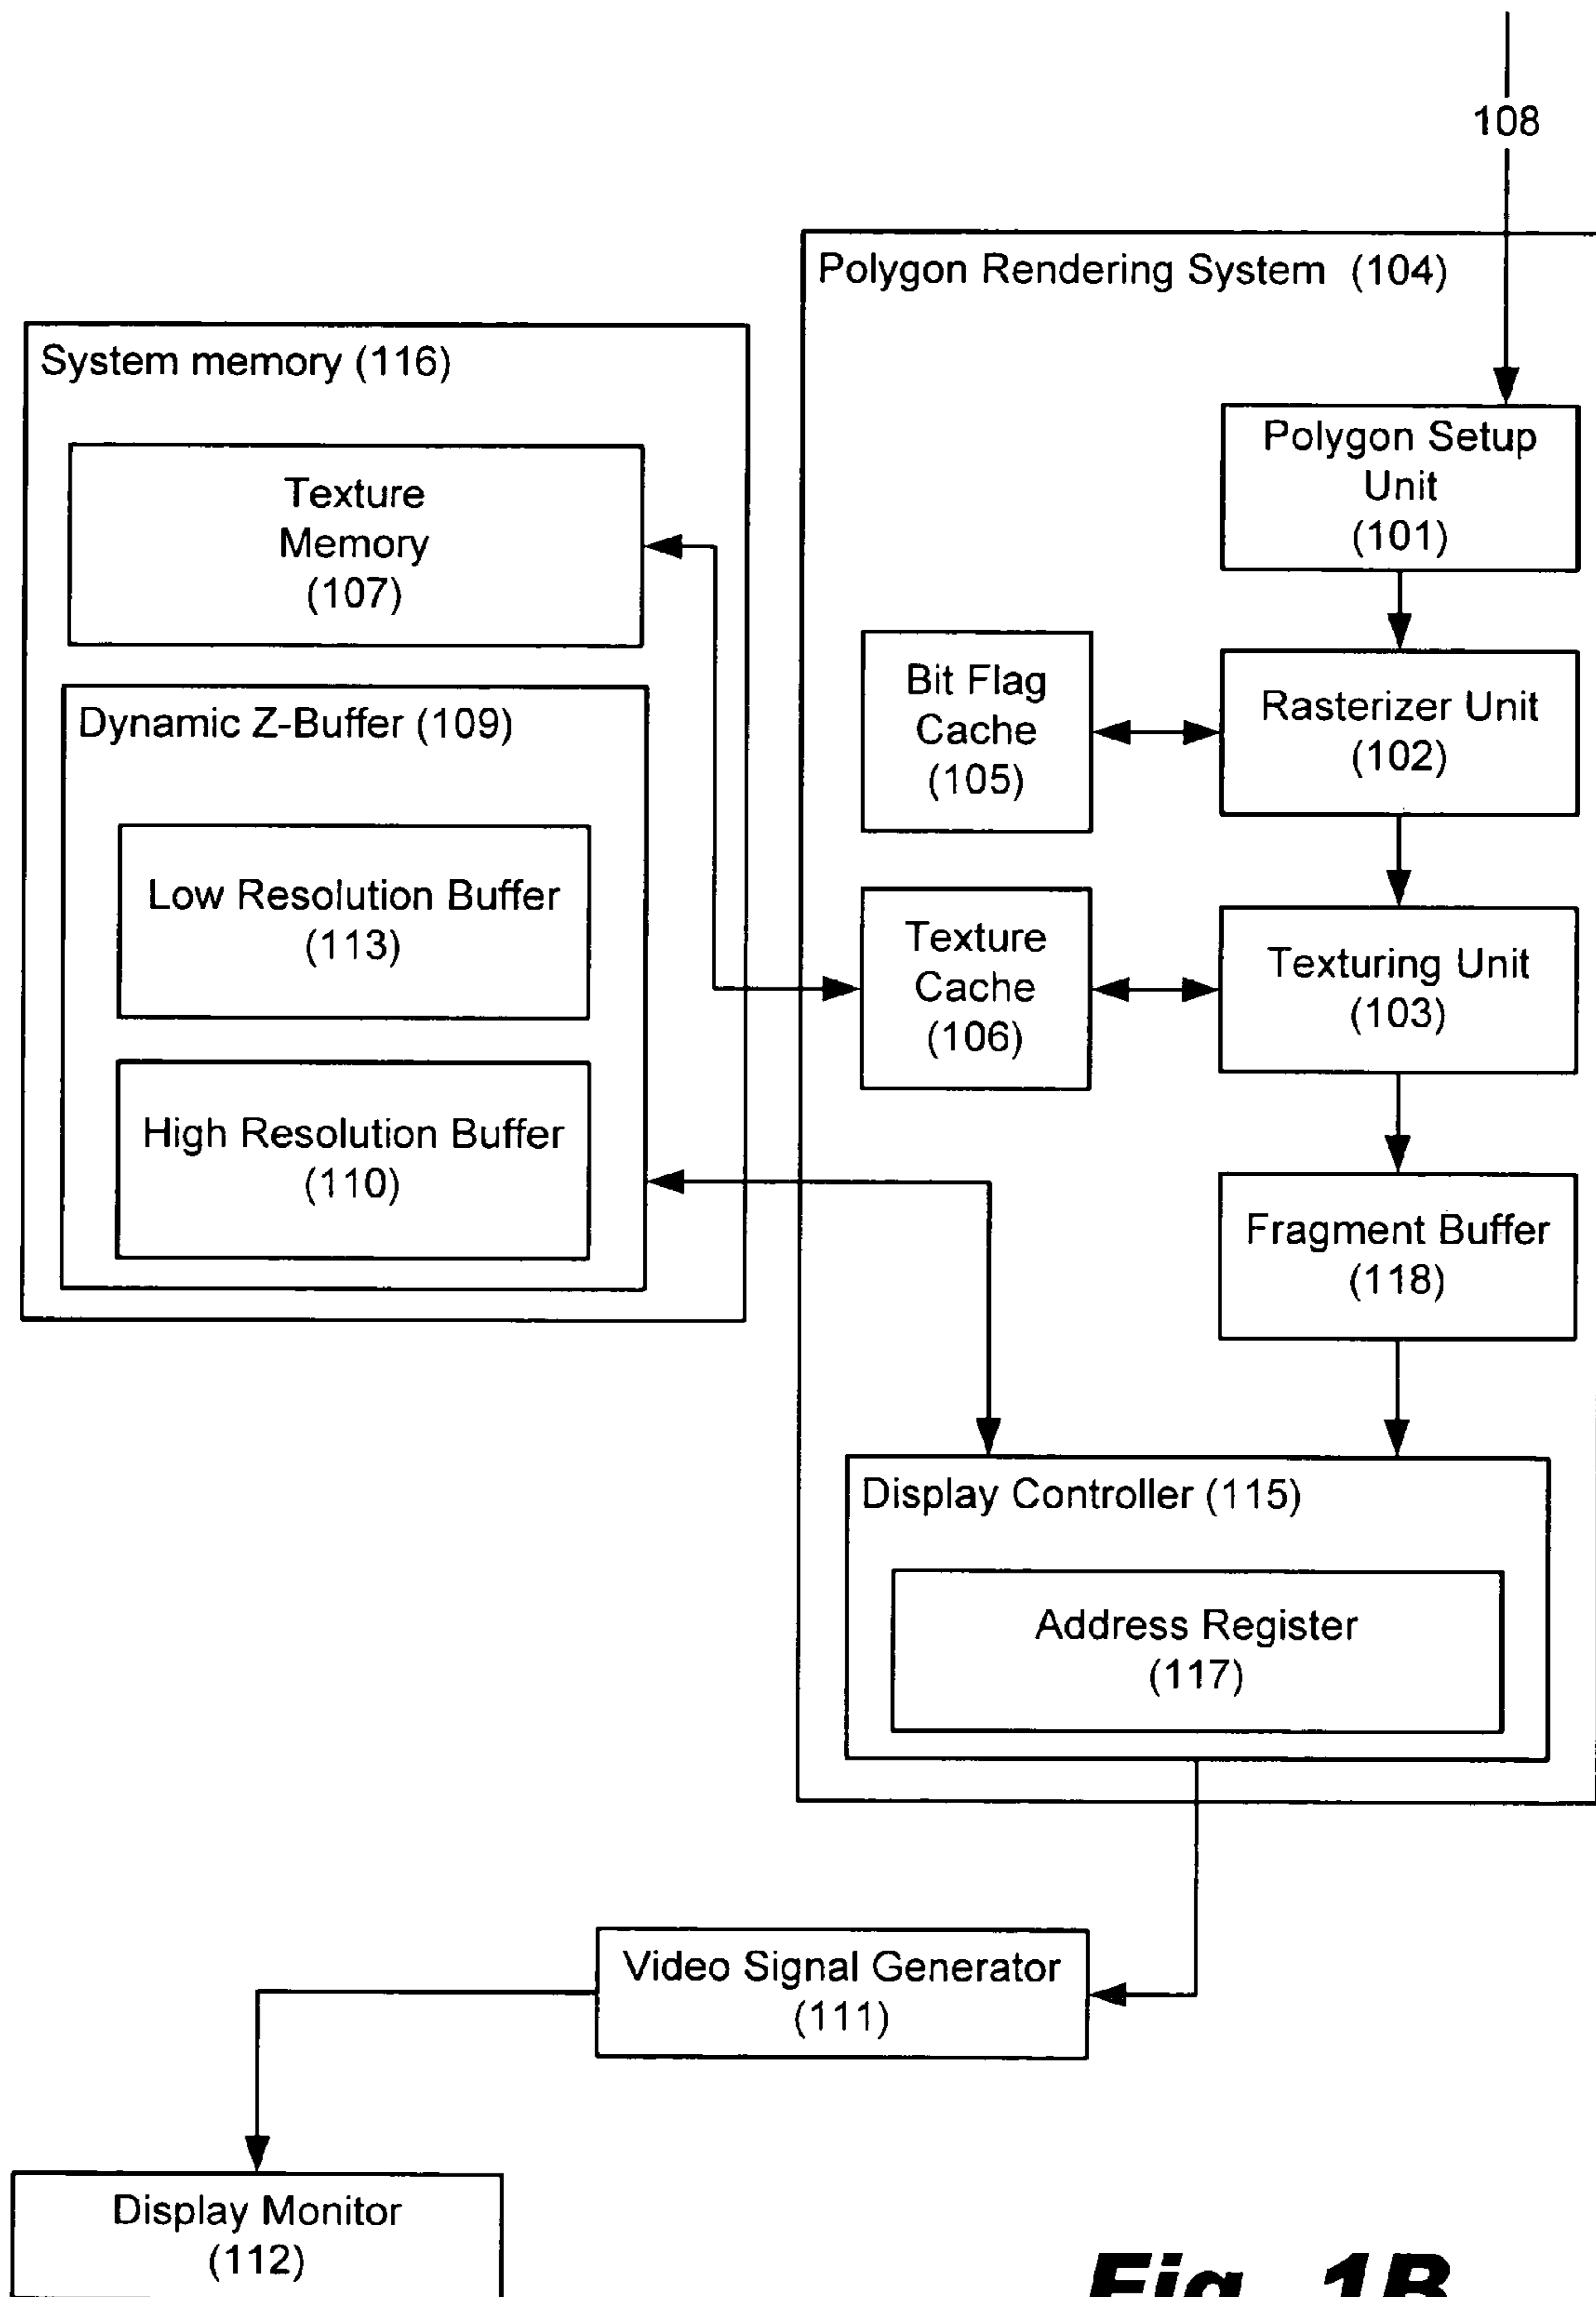 108
Polygon Rendering System (104)
System memory (116)
Texture
Memory
(107)
Polygon Setup
Unit
(101)
Bit Flag
Cache
(105)
Rasterizer Unit
(102)
Dynamic Z-Buffer (109)
Low Resolution Buffer
(113)
Texture
Cache
(106)
Texturing Unit
(103)
High Resolution Buffer
(110)
Fragment Buffer
(118)
Display Controller (115)
Address Register
(117)
Video Signal Generator
(111)
Display Monitor
(112)
Fig. 1B